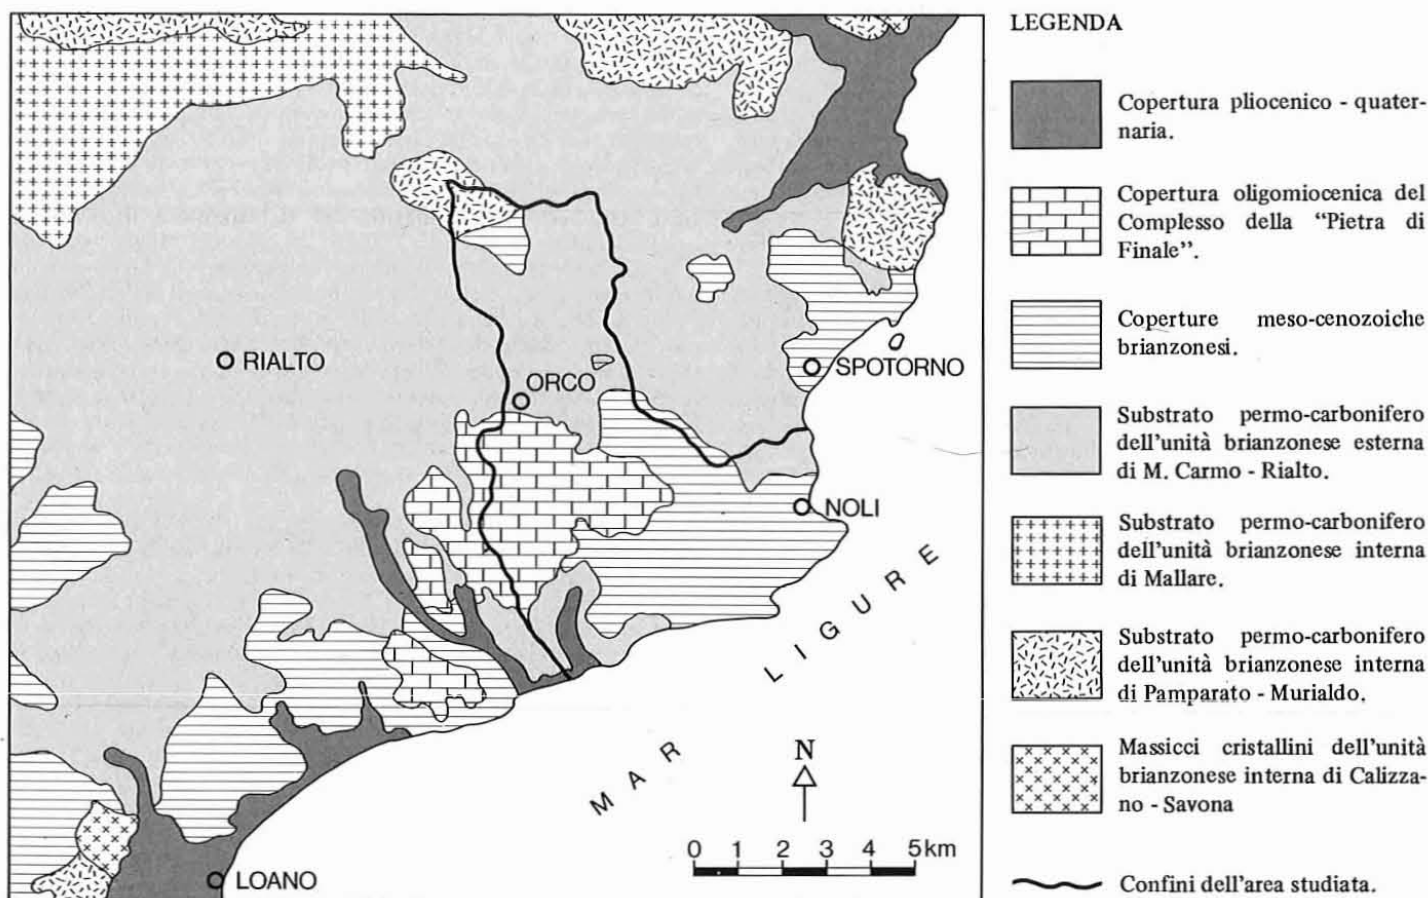 RIALTO
ORCO
SPOTORNO
NOLI
LOANO
MAR LIGURE
N
0 1 2 3 4 5km
LEGENDA
Copertura pliocenico - quater-
naria.
Copertura oligomiocenica del
Complesso della “Pietra di
Finale”.
Coperture meso-cenozoiche
brianzonesi.
Substrato permo-carbonifero
dell'unità brianzonese esterna
di M. Carmo - Rialto.
Substrato permo-carbonifero
dell'unità brianzonese interna
di Mallare.
Substrato permo-carbonifero
dell'unità brianzonese interna
di Pamparato - Murialdo.
Massicci cristallini dell'unità
brianzonese interna di Calizza-
no - Savona
Confini dell'area studiata.